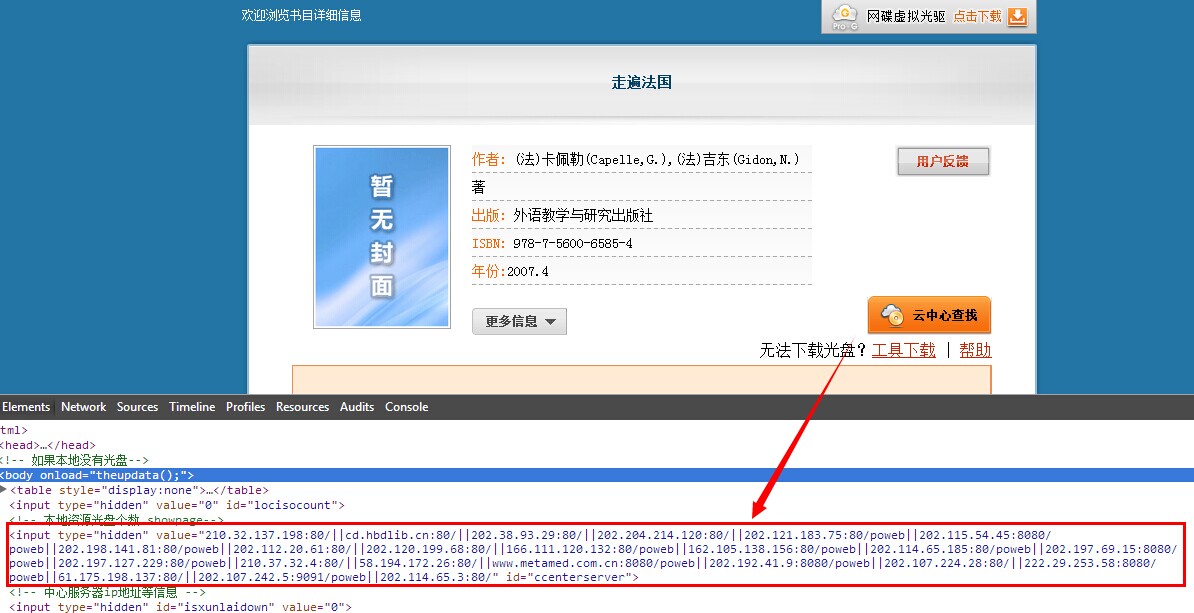 欢迎浏览书目详细信息
网碟虚拟光驱 点击下载
走遍法国
作者: (法)卡佩勒(Capelle,G.),(法)吉东(Gidon,N.)
著
出版: 外语教学与研究出版社
ISBN: 978-7-5600-6585-4
年份:2007.4
暂
无
封
面
用户反馈
更多信息
云中心查找
无法下载光盘? 工具下载 | 帮助
Elements Network Sources Timeline Profiles Resources Audits Console
tml>
<head>…</head>
<!-- 如果本地没有光盘-->
<body onload="theupdata();">
<table style="display:none">…</table>
<input type="hidden" value="0" id="locisocount">
<!-- 本地资源光盘个数 showpage-->
<input type="hidden" value="210.32.137.198:80/||cd.hbdlib.cn:80/||202.38.93.29:80/||202.204.214.120:80/||202.121.183.75:80/poweb||202.115.54.45:8080/
poweb||202.198.141.81:80/poweb||202.112.20.61:80/||202.120.199.68:80/||166.111.120.132:80/poweb||162.105.138.156:80/poweb||202.114.65.185:80/poweb||202.197.69.15:8080/
poweb||202.197.127.229:80/poweb||210.37.32.4:80/||58.194.172.26:80/||www.metamed.com.cn:8080/poweb||202.192.41.9:8080/poweb||202.107.224.28:80/||222.29.253.58:8080/
poweb||61.175.198.137:80/||202.107.242.5:9091/poweb||202.114.65.3:80/" id="ccenterserver">
<!-- 中心服务器ip地址等信息 -->
<input type="hidden" id="isxunlaidown" value="0">